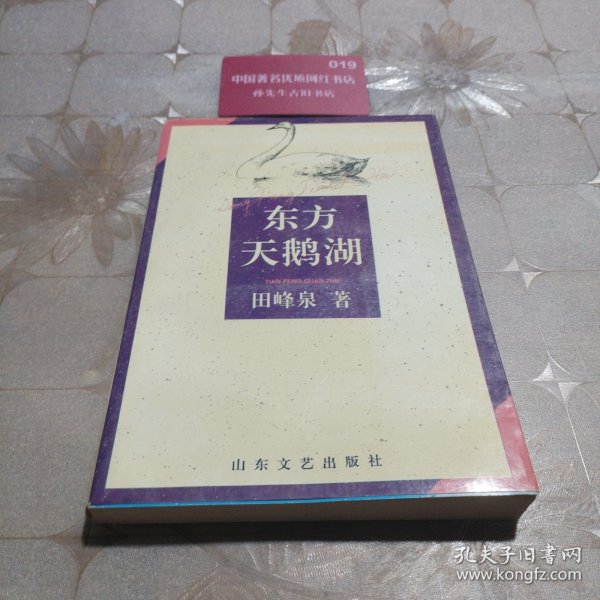 019
中国著名优质网红书店
孙先生古旧书店
东方
天鹅湖
TIAN FENG QUAN ZHU
田峰泉 著
山东文艺出版社
孔夫子旧书网
www.kongfz.com